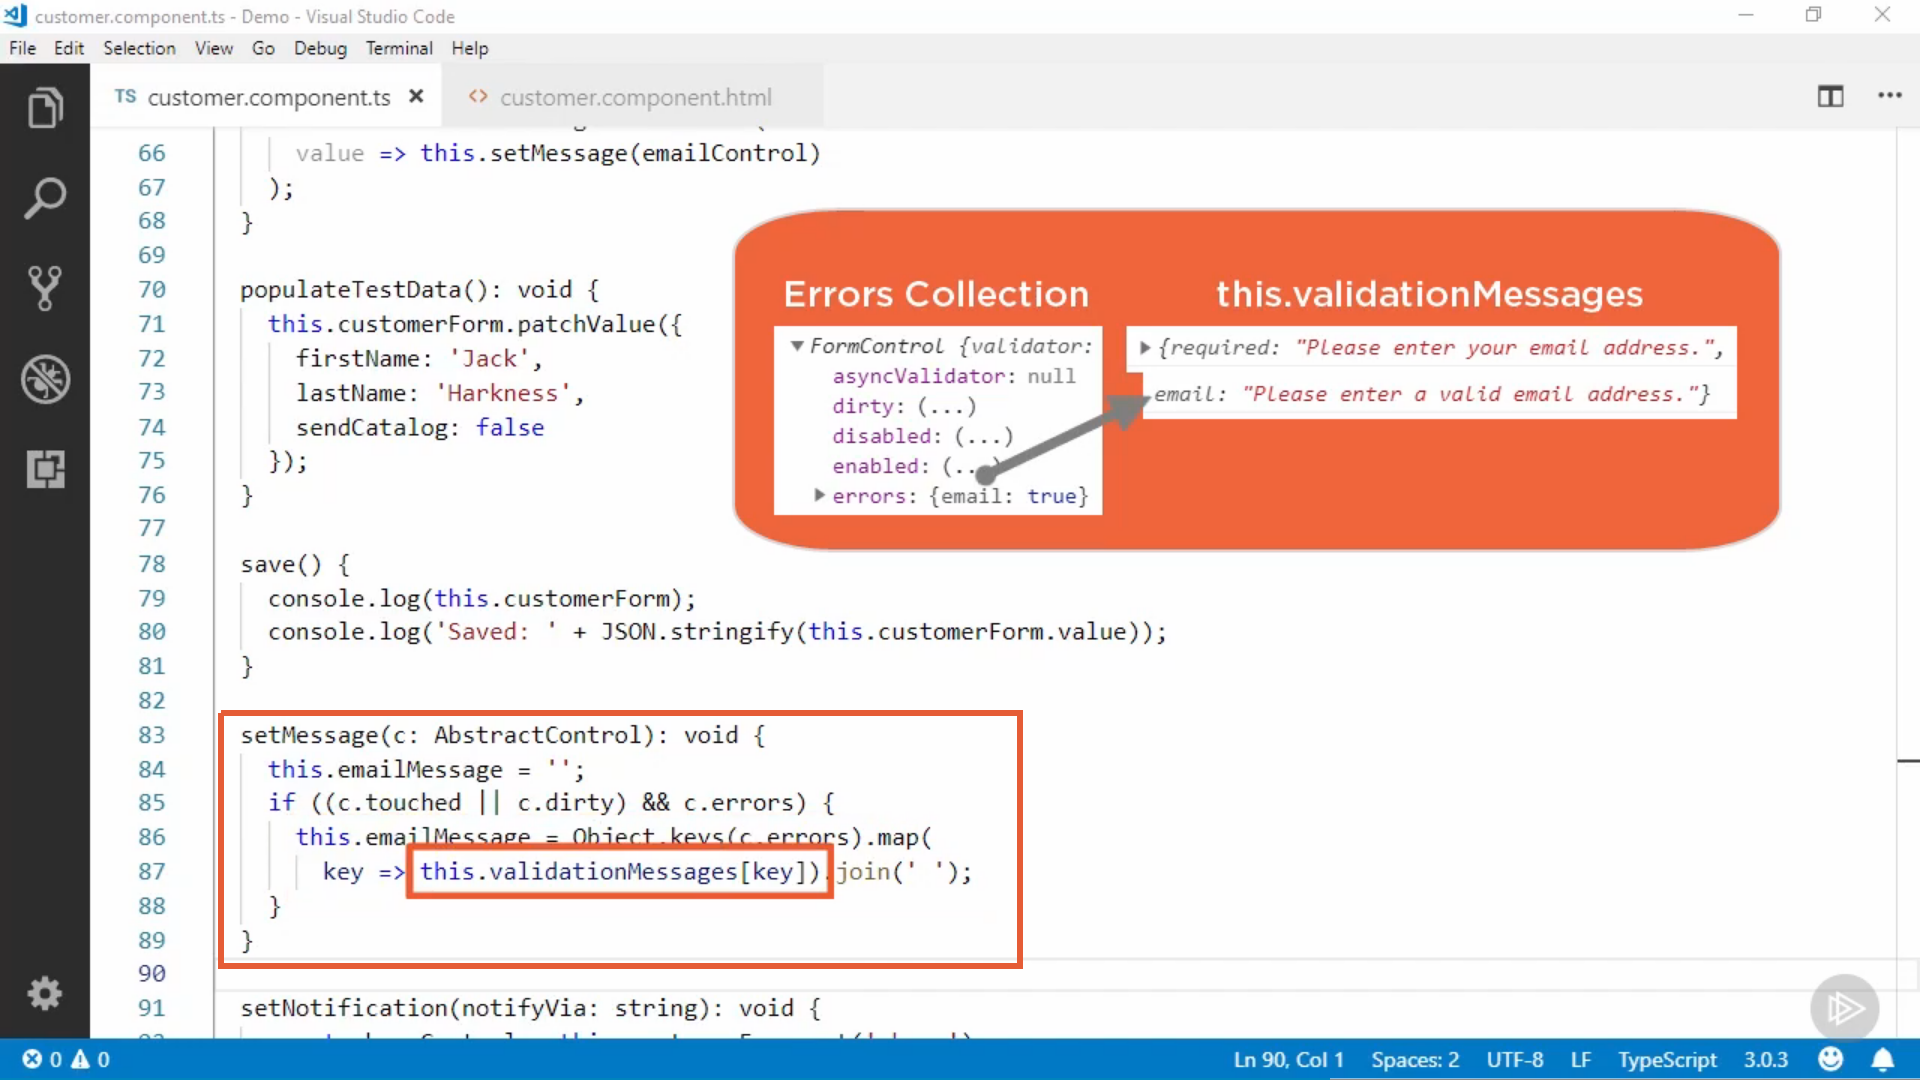 customer.component.ts - Demo - Visual Studio Code
File Edit Selection View Go Debug Terminal Help
TS customer.component.ts × <> customer.component.html ...
66 value => this.setMessage(emailControl)
67 );
68 }
69
70 populateTestData(): void {
71 this.customerForm.patchValue({
72 firstName: 'Jack',
73 lastName: 'Harkness',
74 sendCatalog: false
75 });
76 }
77
78 save() {
79 console.log(this.customerForm);
80 console.log('Saved: ' + JSON.stringify(this.customerForm.value));
81 }
82
83 setMessage(c: AbstractControl): void {
84 this.emailMessage = '';
85 if ((c.touched || c.dirty) && c.errors) {
86 this.emailMessage = Object.keys(c.errors).map(
87 key => this.validationMessages[key]).join(' ');
88 }
89 }
90
91 setNotification(notifyVia: string): void {
Errors Collection
FormControl {validator:
asyncValidator: null
dirty: (...)
disabled: (...)
enabled: (...)
errors: {email: true}
this.validationMessages
{required: "Please enter your email address.",
email: "Please enter a valid email address."}
0 0 Ln 90, Col 1 Spaces: 2 UTF-8 LF TypeScript 3.0.3